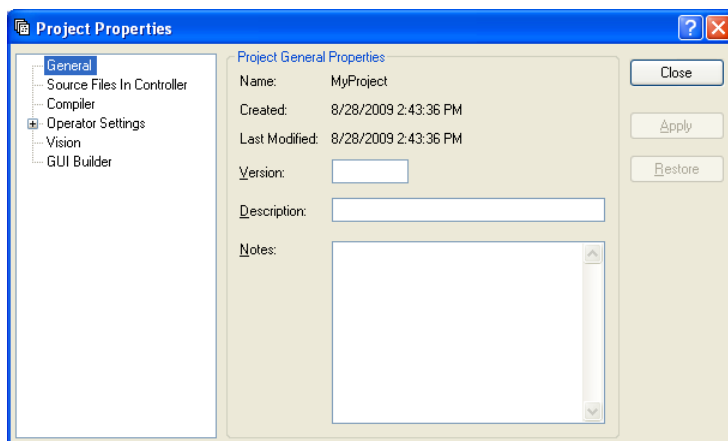 Project Properties
General
Source Files In Controller
Compiler
Operator Settings
Vision
GUI Builder
Project General Properties
Name: MyProject
Created: 8/28/2009 2:43:36 PM
Last Modified: 8/28/2009 2:43:36 PM
Version:
Description:
Notes:
Close
Apply
Restore